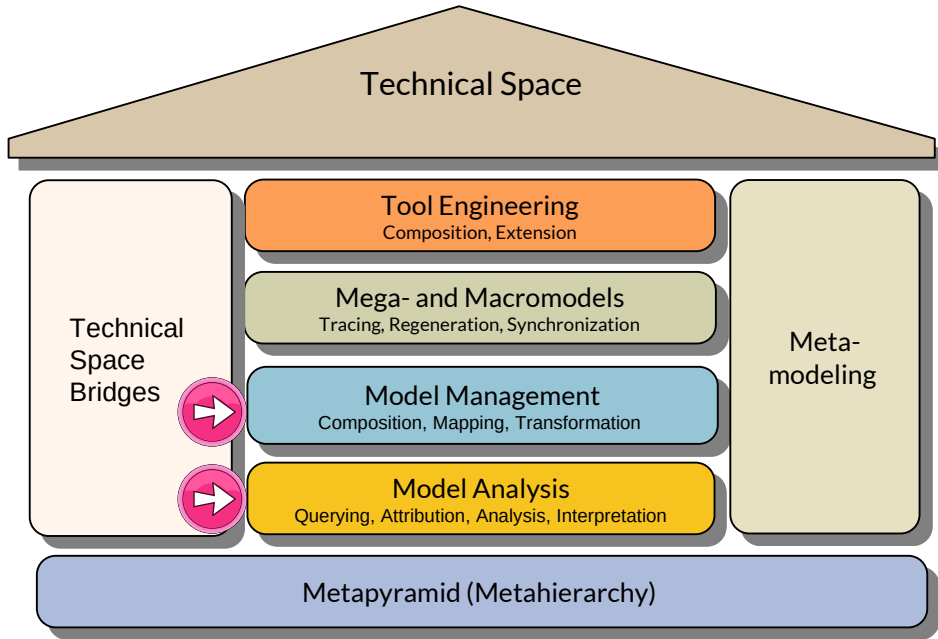 Technical Space
Tool Engineering
Composition, Extension
Mega- and Macromodels
Tracing, Regeneration, Synchronization
Technical
Space
Bridges
Meta-
modeling
Model Management
Composition, Mapping, Transformation
Model Analysis
Querying, Attribution, Analysis, Interpretation
Metapyramid (Metahierarchy)